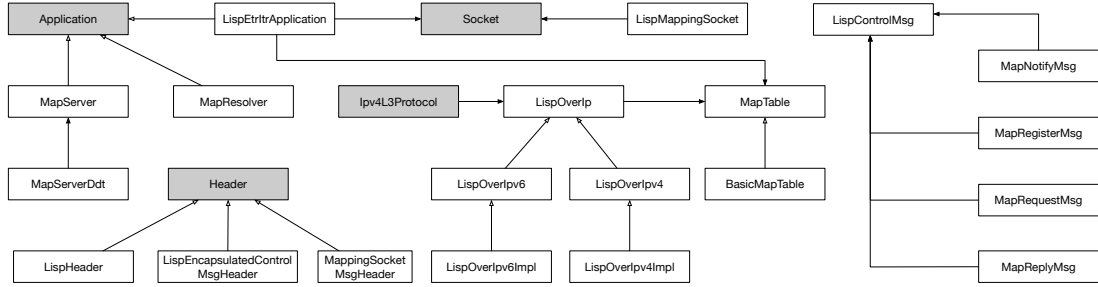 Application
LispEtrItrApplication
Socket
LispMappingSocket
LispControlMsg
MapNotifyMsg
MapServer
MapResolver
Ipv4L3Protocol
LispOverIp
MapTable
MapRegisterMsg
MapServerDdt
Header
LispOverIpv6
LispOverIpv4
BasicMapTable
MapRequestMsg
LispHeader
LispEncapsulatedControl
MsgHeader
MappingSocket
MsgHeader
LispOverIpv6Impl
LispOverIpv4Impl
MapReplyMsg